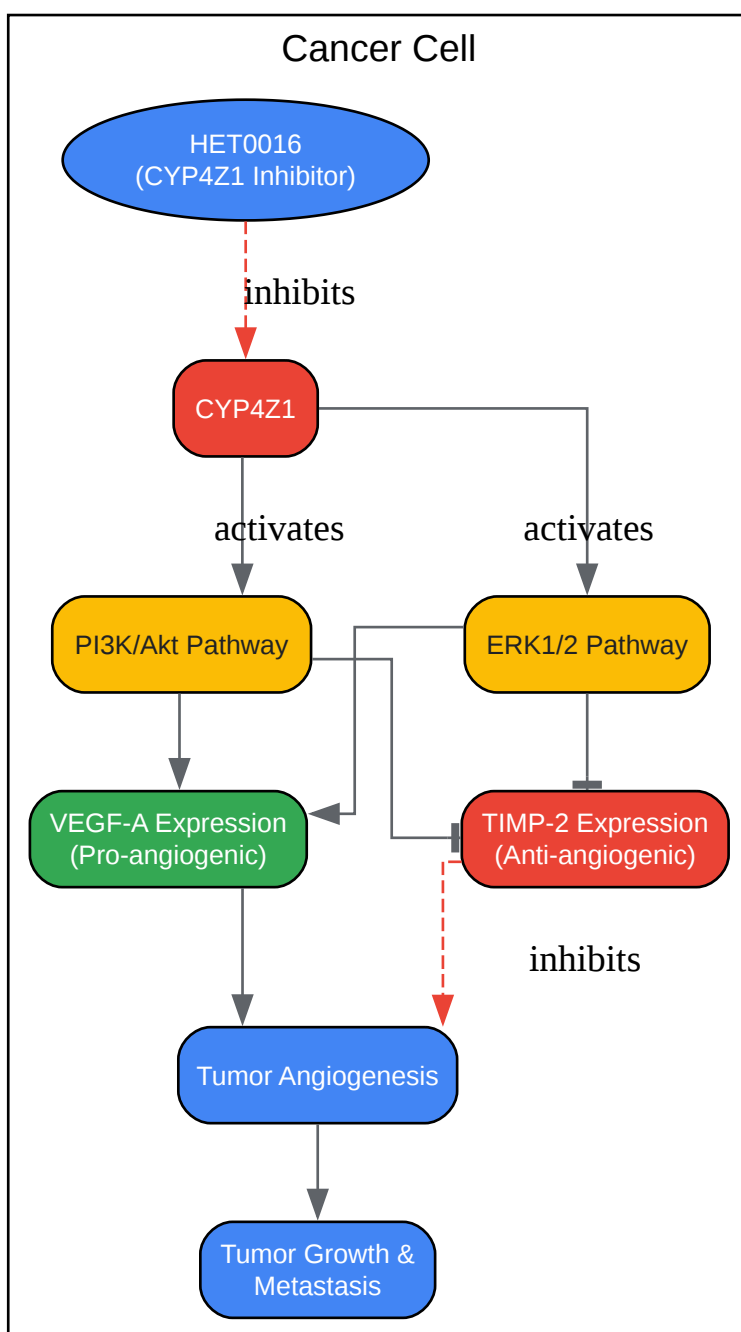 Cancer Cell
HET0016
(CYP4Z1 Inhibitor)
inhibits
CYP4Z1
activates
activates
PI3K/Akt Pathway
ERK1/2 Pathway
VEGF-A Expression
(Pro-angiogenic)
TIMP-2 Expression
(Anti-angiogenic)
inhibits
Tumor Angiogenesis
Tumor Growth &
Metastasis